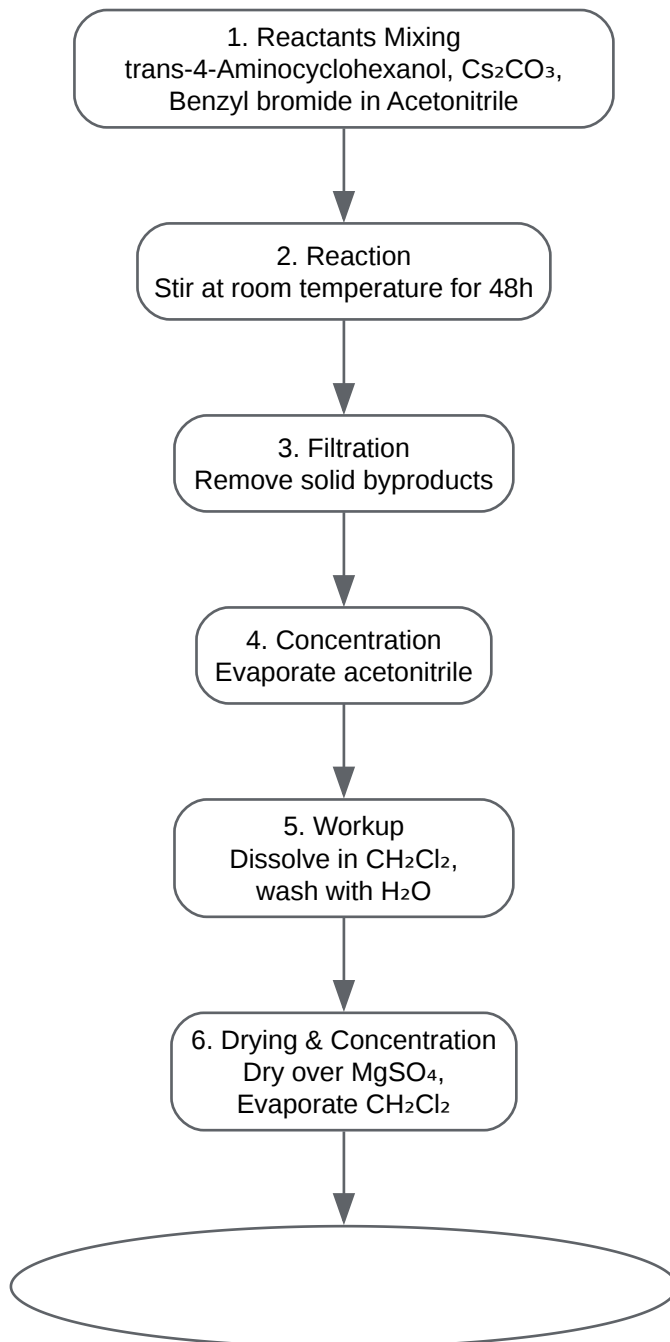 1. Reactants Mixing
trans-4-Aminocyclohexanol, Cs₂CO₃,
Benzyl bromide in Acetonitrile
2. Reaction
Stir at room temperature for 48h
3. Filtration
Remove solid byproducts
4. Concentration
Evaporate acetonitrile
5. Workup
Dissolve in CH₂Cl₂,
wash with H₂O
6. Drying & Concentration
Dry over MgSO₄,
Evaporate CH₂Cl₂